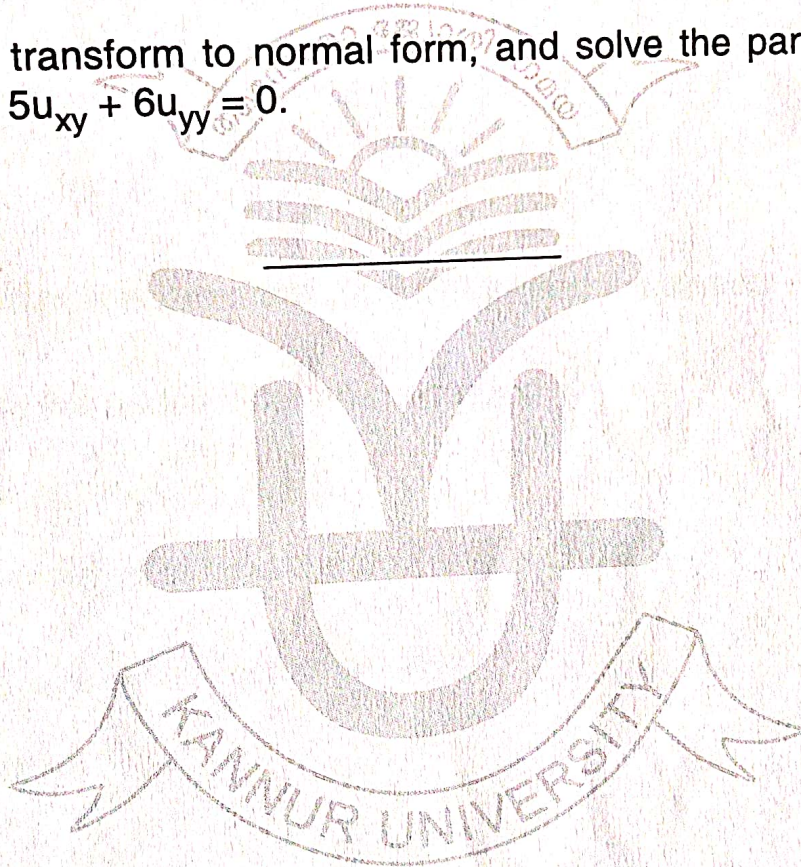 transform to normal form, and solve the par
5u_xy + 6u_yy = 0.
KANNUR UNIVERSITY